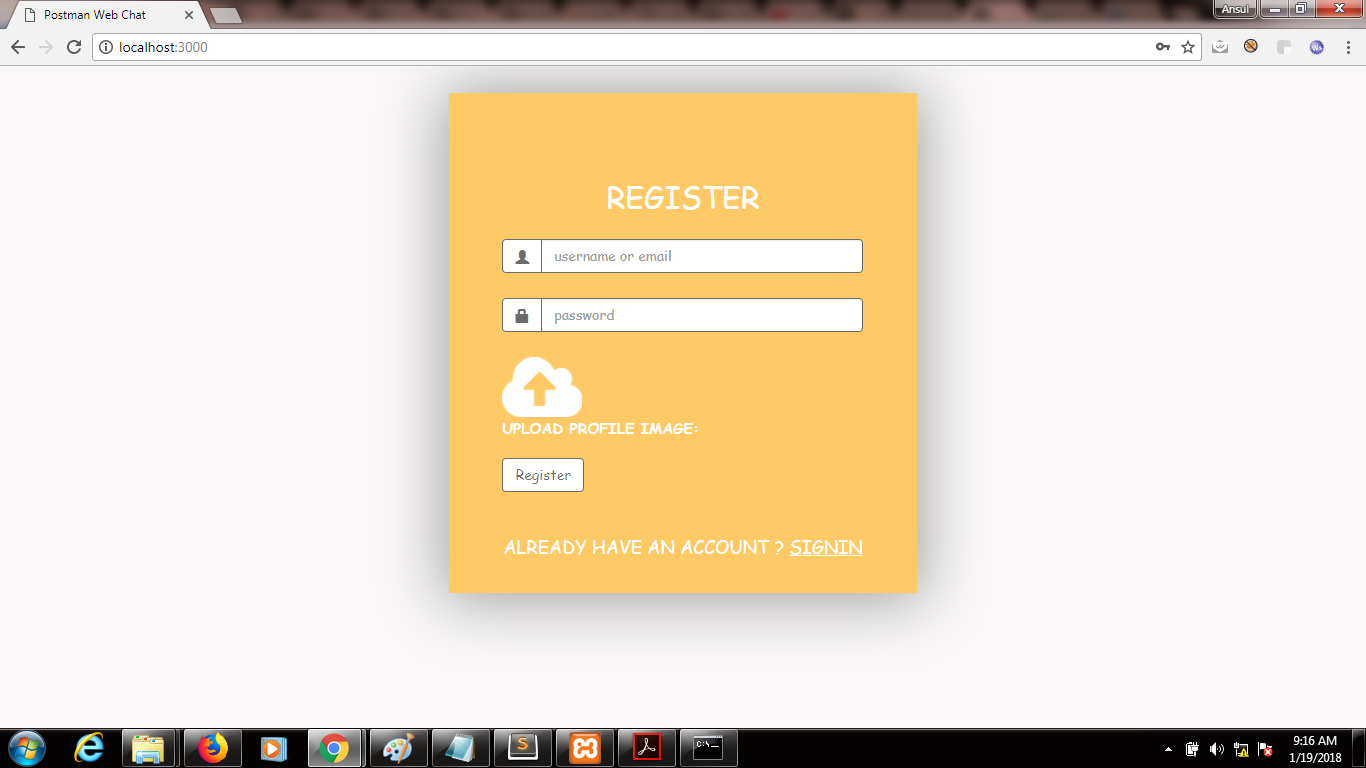 Postman Web Chat
Ansul
localhost:3000
REGISTER
username or email
password
UPLOAD PROFILE IMAGE:
Register
ALREADY HAVE AN ACCOUNT ? SIGNIN
9:16 AM
1/19/2018